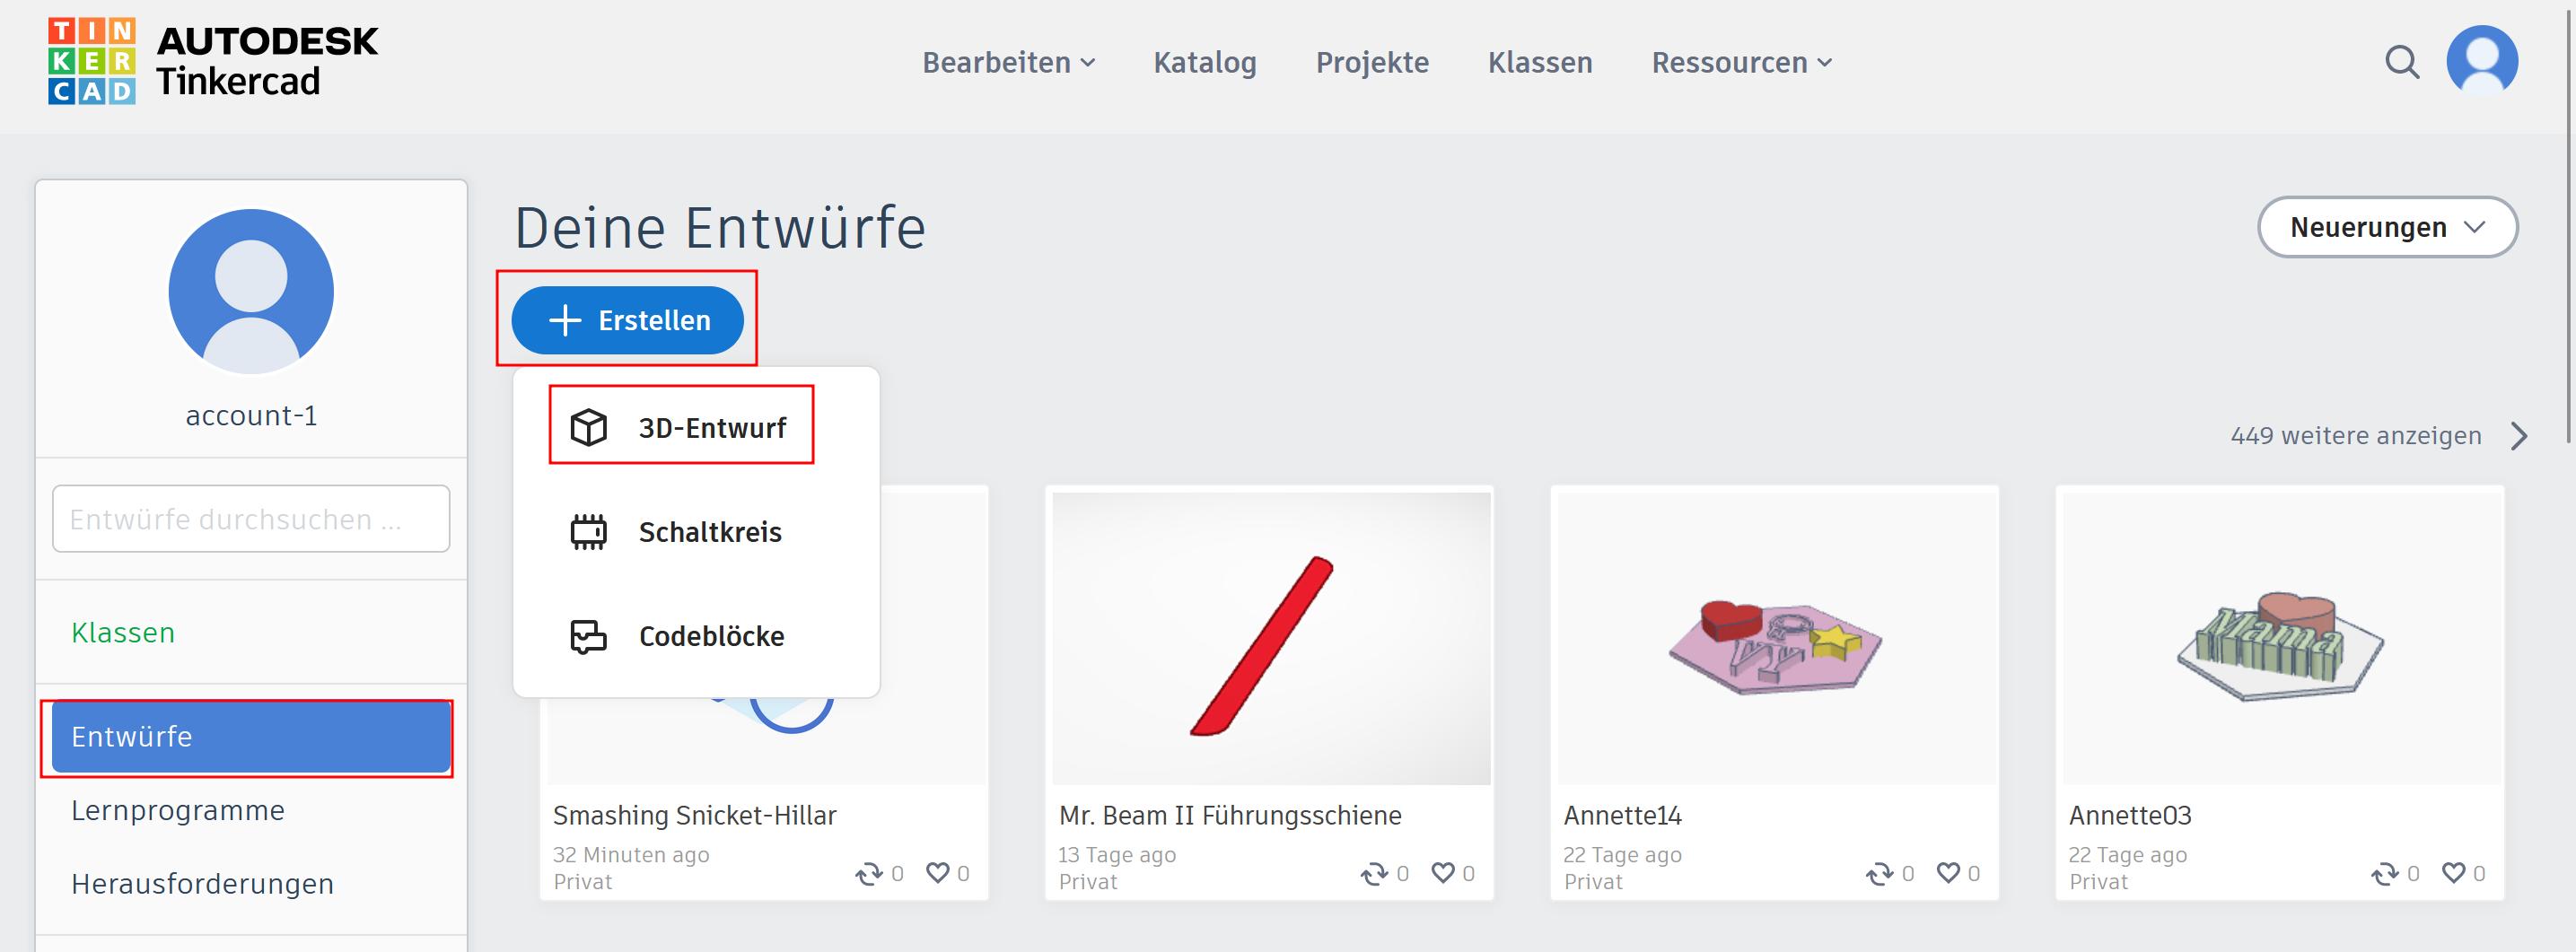 TIN
KER
CAD
AUTODESK
Tinkercad
Bearbeiten
Katalog
Projekte
Klassen
Ressourcen
account-1
Entwürfe durchsuchen ...
Klassen
Entwürfe
Lernprogramme
Herausforderungen
Deine Entwürfe
Neuerungen
+ Erstellen
3D-Entwurf
Schaltkreis
Codeblöcke
449 weitere anzeigen
Smashing Snicket-Hillar
32 Minuten ago
Privat
0 0
Mr. Beam II Führungsschiene
13 Tage ago
Privat
0 0
VY
Annette14
22 Tage ago
Privat
0 0
Mama
Annette03
22 Tage ago
Privat
0 0